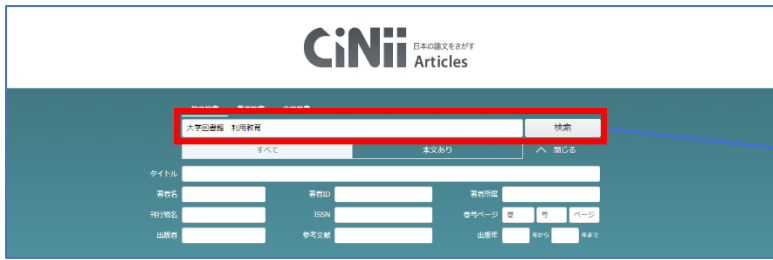 CiNii 日本の論文をさがす
Articles
大学図書館 利用教育 検索
すべて 本文あり へ 閉じる
タイトル
著者名 著者ID 著者所属
刊行物名 ISSN 巻号ページ 巻 号 ページ
出版者 参考文献 出版年 年から 年まで